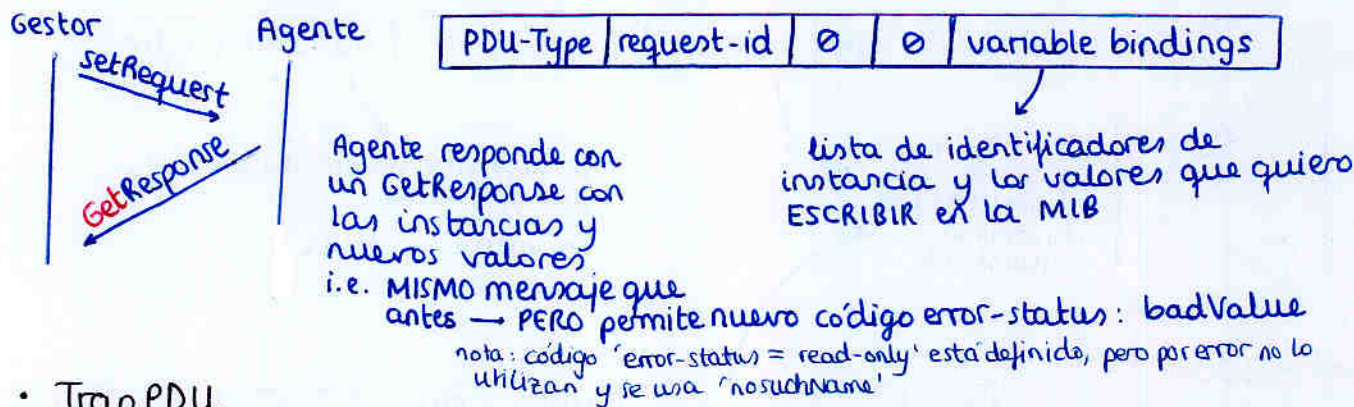 Gestor
Agente
PDU-Type request-id 0 0 variable bindings
setRequest
GetResponse
Agente responde con
un GetResponse con
las instancias y
nuevos valores
i.e. MISMO mensaje que
antes → PERO permite nuevo código error-status: badValue
lista de identificadores de
instancia y los valores que quiero
ESCRIBIR en la MIB
nota: código 'error-status = read-only' está definido, pero por error no lo
utilizan y se usa 'nosuchname'
• Trap PDU